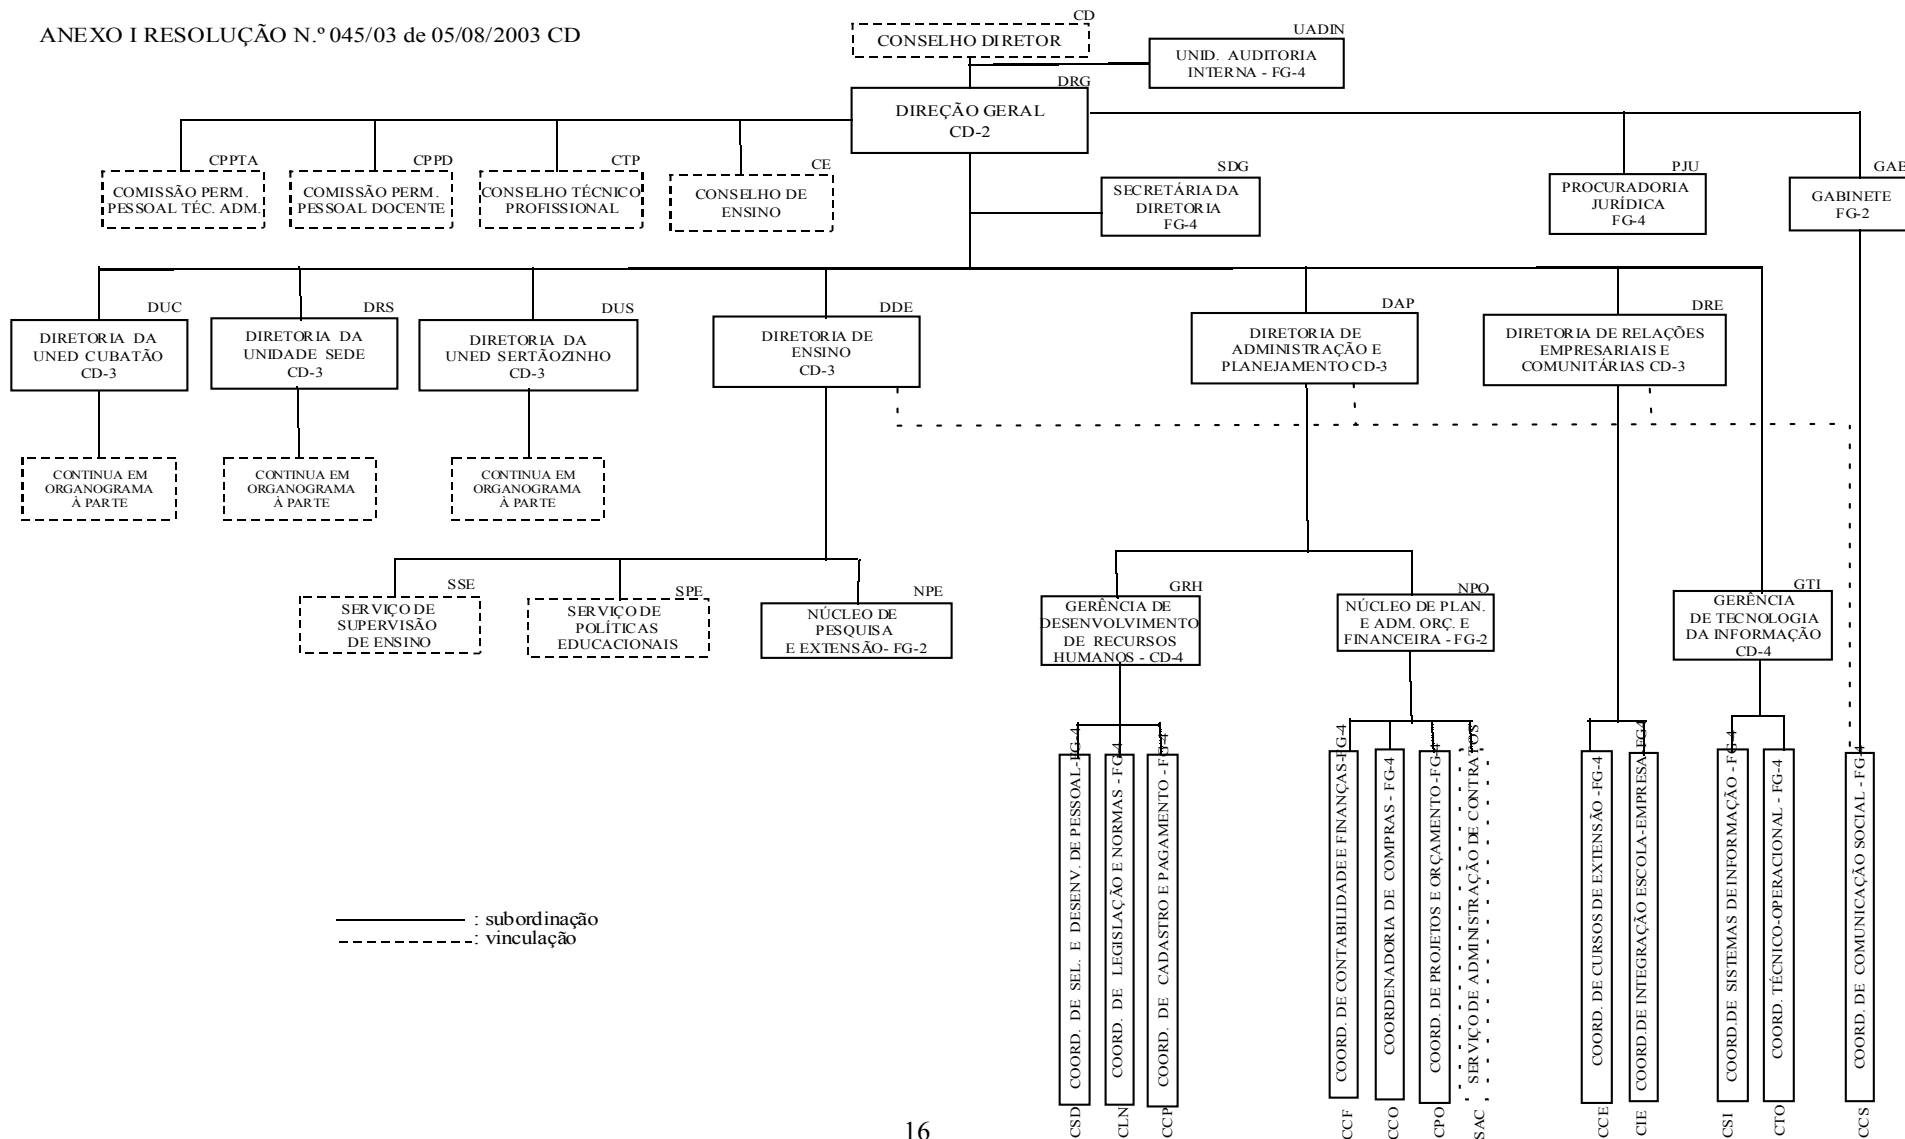 ANEXO I RESOLUÇÃO N.º 045/03 de 05/08/2003 CD
CD
CONSELHO DIRETOR
UADIN
UNID. AUDITORIA
INTERNA - FG-4
DRG
DIREÇÃO GERAL
CD-2
CPPTA
COMISSÃO PERM.
PESSOAL TÉC. ADM.
CPPD
COMISSÃO PERM.
PESSOAL DOCENTE
CTP
CONSELHO TÉCNICO
PROFISSIONAL
CE
CONSELHO DE
ENSINO
SDG
SECRETÁRIA DA
DIRETORIA
FG-4
PJU
PROCURADORIA
JURÍDICA
FG-4
GAB
GABINETE
FG-2
DUC
DIRETORIA DA
UNED CUBATÃO
CD-3
DRS
DIRETORIA DA
UNIDADE SEDE
CD-3
DUS
DIRETORIA DA
UNED SERTÃOZINHO
CD-3
DDE
DIRETORIA DE
ENSINO
CD-3
DAP
DIRETORIA DE
ADMINISTRAÇÃO E
PLANEJAMENTO CD-3
DRE
DIRETORIA DE RELAÇÕES
EMPRESARIAIS E
COMUNITÁRIAS CD-3
CONTINUA EM
ORGANOGRAMA
À PARTE
CONTINUA EM
ORGANOGRAMA
À PARTE
CONTINUA EM
ORGANOGRAMA
À PARTE
SSE
SERVIÇO DE
SUPERVISÃO
DE ENSINO
SPE
SERVIÇO DE
POLÍTICAS
EDUCACIONAIS
NPE
NÚCLEO DE
PESQUISA
E EXTENSÃO- FG-2
GRH
GERÊNCIA DE
DESENVOLVIMENTO
DE RECURSOS
HUMANOS - CD-4
NPO
NÚCLEO DE PLAN.
E ADM. ORÇ. E
FINANCEIRA - FG-2
GTI
GERÊNCIA
DE TECNOLOGIA
DA INFORMAÇÃO
CD-4
COORD. DE SEL. E DESENV. DE PESSOAL-FG-4
CSD
COORD. DE LEGISLAÇÃO E NORMAS - FG-4
CLN
COORD. DE CADASTRO E PAGAMENTO - FG-4
CCP
COORD. DE CONTABILIDADE E FINANÇAS-FG-4
CCF
COORDENADORIA DE COMPRAS - FG-4
CCO
COORD. DE PROJETOS E ORÇAMENTO-FG-4
CPO
SERVIÇO DE ADMINISTRAÇÃO DE CONTRATOS
SAC
COORD. DE CURSOS DE EXTENSÃO -FG-4
CCE
COORD.DE INTEGRAÇÃO ESCOLA-EMPRESA-FG4
CIE
COORD.DE SISTEMAS DE INFORMAÇÃO - FG-4
CSI
COORD. TÉCNICO-OPERACIONAL - FG-4
CTO
COORD. DE COMUNICAÇÃO SOCIAL - FG-4
CCS
: subordinação
: vinculação
16